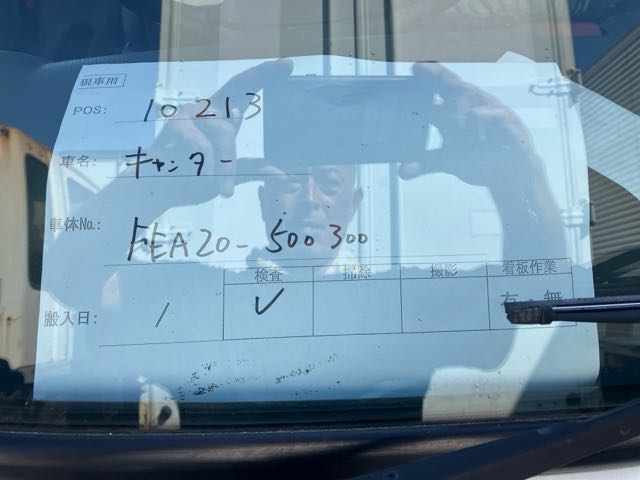 現車用
POS: 10213
車名: キャンター
車体No: FEA20-500300
検査 掃除 撮影 看板作業
搬入日: / ✓ 有・無